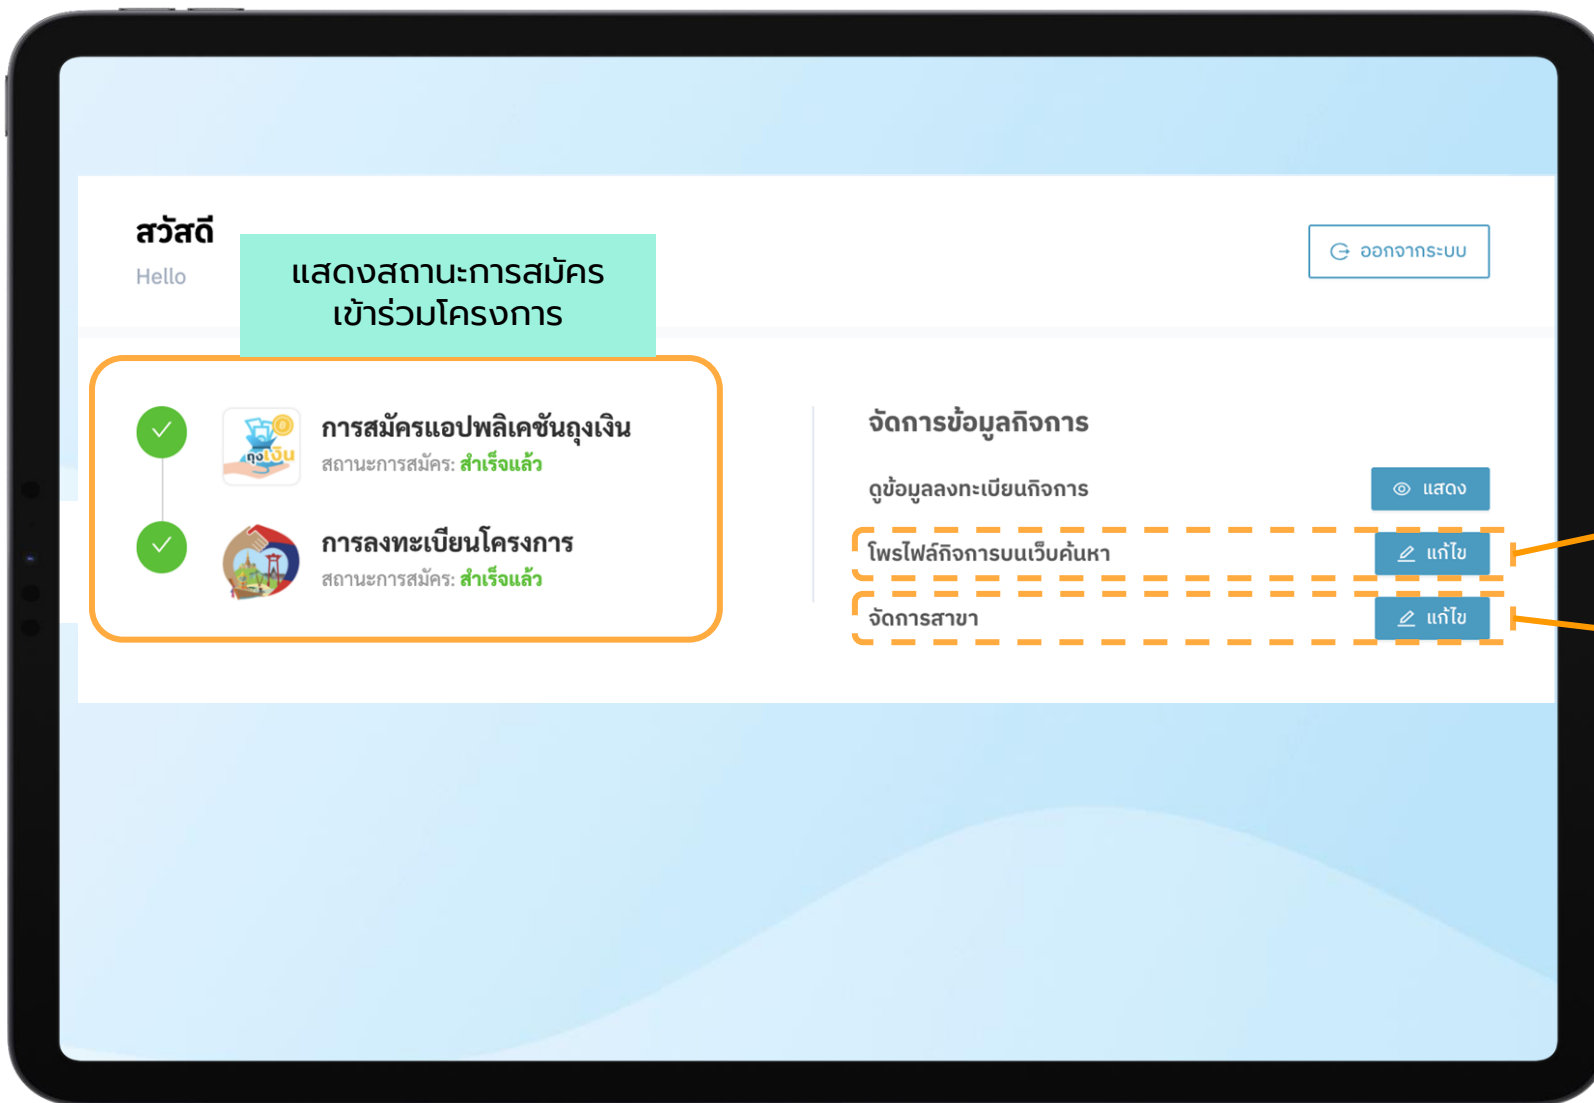 สวัสดี
Hello
แสดงสถานะการสมัคร
เข้าร่วมโครงการ
ออกจากระบบ
ถุงเงิน
การสมัครแอปพลิเคชันถุงเงิน
สถานะการสมัคร: สำเร็จแล้ว
การลงทะเบียนโครงการ
สถานะการสมัคร: สำเร็จแล้ว
จัดการข้อมูลกิจการ
ดูข้อมูลลงทะเบียนกิจการ
แสดง
โพรไฟล์กิจการบนเว็บค้นหา
แก้ไข
จัดการสาขา
แก้ไข